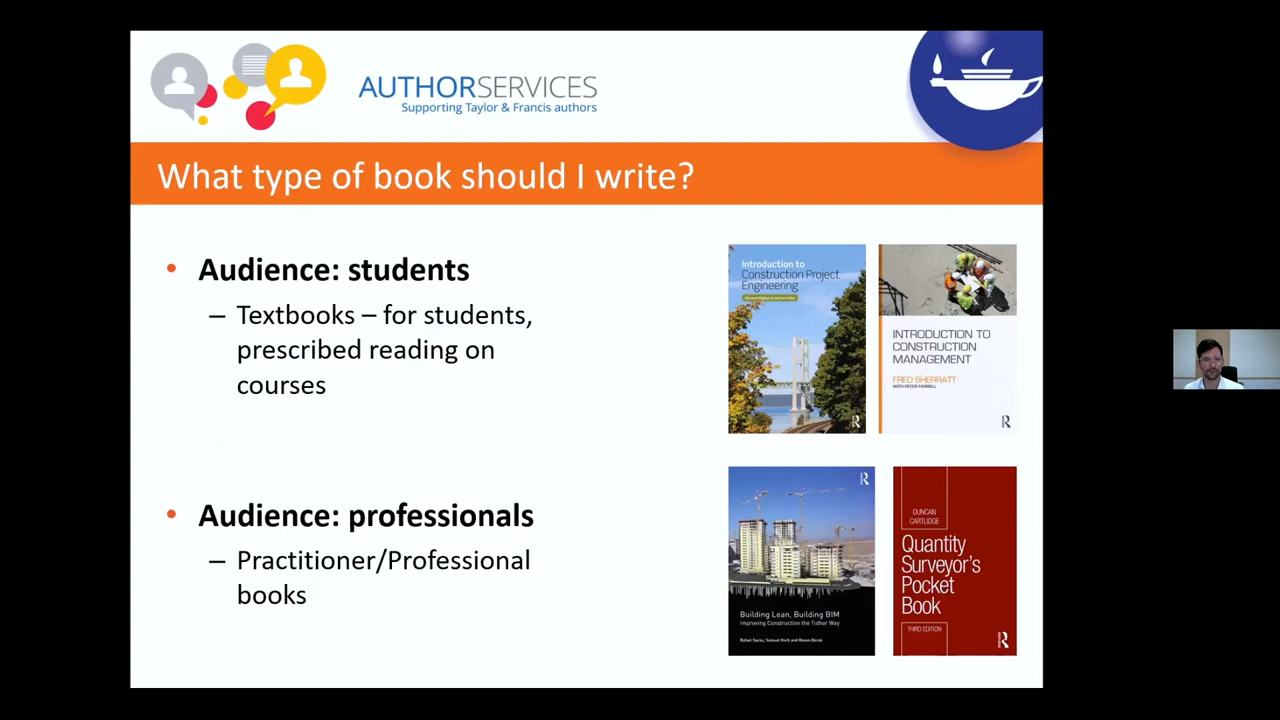 AUTHORSERVICES
Supporting Taylor & Francis authors
What type of book should I write?
• Audience: students
– Textbooks – for students,
prescribed reading on
courses
Introduction to
Construction Project
Engineering
INTRODUCTION TO
CONSTRUCTION
MANAGEMENT
FRED SHERRATT
WITH PETER FARRELL
R
R
• Audience: professionals
– Practitioner/Professional
books
R
Building Lean, Building BIM
Improving Construction the Tidhar Way
Rafael Sacks, Samuel Korb and Ronen Barak
DUNCAN
CARTLIDGE
Quantity
Surveyor's
Pocket
Book
THIRD EDITION
R